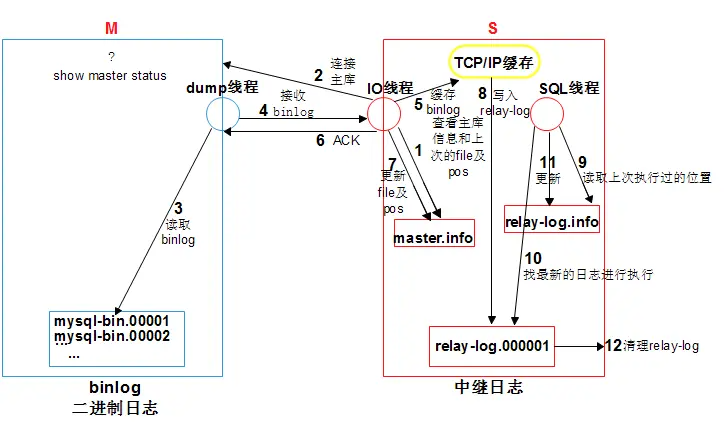 M
S
?
show master status
dump线程
2 连接
主库
IO线程
TCP/IP缓存
SQL线程
4 接收
binlog
5 缓存
binlog
8 写入
relay-log
6 ACK
查看主库
信息和上
次的file及
pos
1
7
更新
file及
pos
11
更新
9
读取上次执行过的位置
3
读取
binlog
master.info
relay-log.info
10
找最新的日志进行执行
mysql-bin.00001
mysql-bin.00002
...
...
relay-log.000001
12清理relay-log
binlog
二进制日志
中继日志